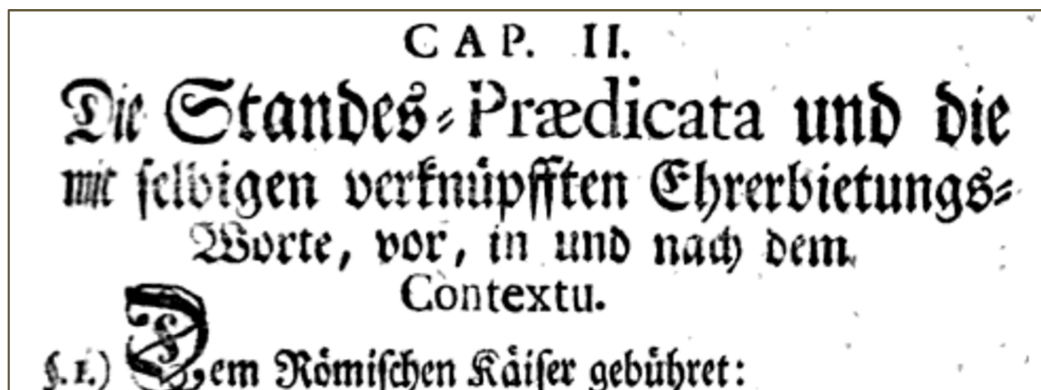 CAP. II.
Die Standes-Prædicata und die
mit selbigen verknüpfften Ehrerbietungs-
Worte, vor, in und nach dem
Contextu.
§. 1.) Dem Römischen Käiser gebühret: